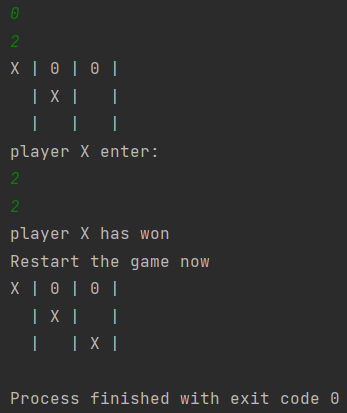 0
2
X | 0 | 0 |
  | X |   |
  |   |   |
player X enter:
2
2
player X has won
Restart the game now
X | 0 | 0 |
  | X |   |
  |   | X |
Process finished with exit code 0